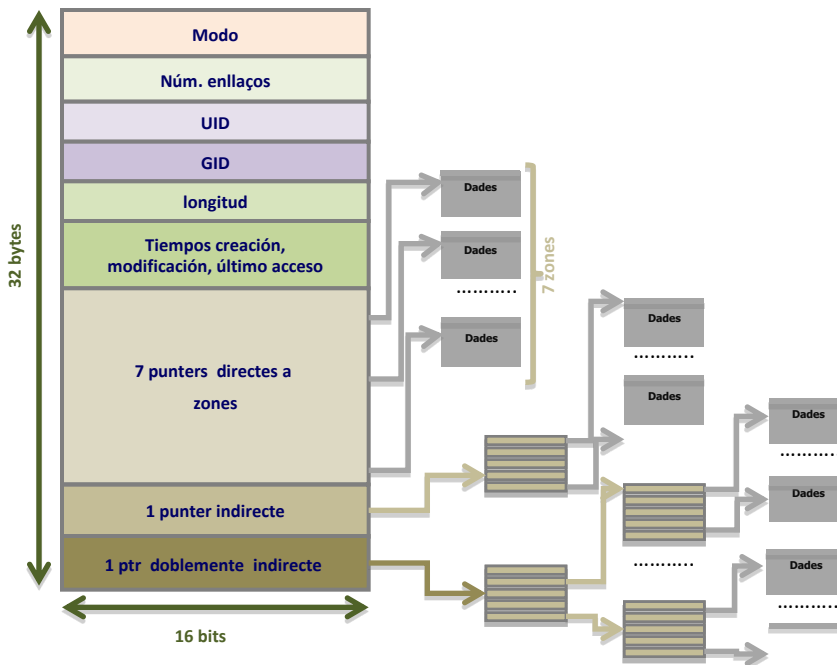 Modo
Núm. enllaços
UID
GID
longitud
Tiempos creación,
modificación, último acceso
7 punters directes a
zones
1 punter indirecte
1 ptr doblemente indirecte
32 bytes
16 bits
Dades
Dades
………..
Dades
7 zones
Dades
………..
Dades
Dades
………..
Dades
………..
Dades
………..